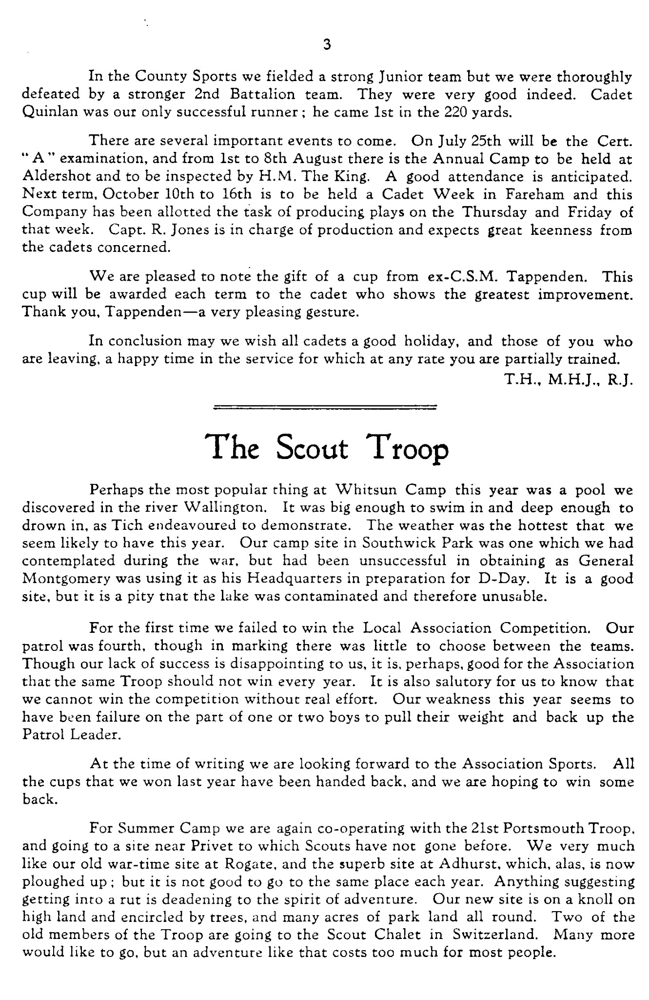 3
In the County Sports we fielded a strong Junior team but we were thoroughly
defeated by a stronger 2nd Battalion team. They were very good indeed. Cadet
Quinlan was our only successful runner ; he came 1st in the 220 yards.
There are several important events to come. On July 25th will be the Cert.
“ A ” examination, and from 1st to 8th August there is the Annual Camp to be held at
Aldershot and to be inspected by H.M. The King. A good attendance is anticipated.
Next term, October 10th to 16th is to be held a Cadet Week in Fareham and this
Company has been allotted the task of producing plays on the Thursday and Friday of
that week. Capt. R. Jones is in charge of production and expects great keenness from
the cadets concerned.
We are pleased to note the gift of a cup from ex-C.S.M. Tappenden. This
cup will be awarded each term to the cadet who shows the greatest improvement.
Thank you, Tappenden—a very pleasing gesture.
In conclusion may we wish all cadets a good holiday, and those of you who
are leaving, a happy time in the service for which at any rate you are partially trained.
T.H., M.H.J., R.J.
The Scout Troop
Perhaps the most popular thing at Whitsun Camp this year was a pool we
discovered in the river Wallington. It was big enough to swim in and deep enough to
drown in, as Tich endeavoured to demonstrate. The weather was the hottest that we
seem likely to have this year. Our camp site in Southwick Park was one which we had
contemplated during the war, but had been unsuccessful in obtaining as General
Montgomery was using it as his Headquarters in preparation for D-Day. It is a good
site, but it is a pity that the lake was contaminated and therefore unusable.
For the first time we failed to win the Local Association Competition. Our
patrol was fourth, though in marking there was little to choose between the teams.
Though our lack of success is disappointing to us, it is, perhaps, good for the Association
that the same Troop should not win every year. It is also salutory for us to know that
we cannot win the competition without real effort. Our weakness this year seems to
have been failure on the part of one or two boys to pull their weight and back up the
Patrol Leader.
At the time of writing we are looking forward to the Association Sports. All
the cups that we won last year have been handed back, and we are hoping to win some
back.
For Summer Camp we are again co-operating with the 21st Portsmouth Troop,
and going to a site near Privet to which Scouts have not gone before. We very much
like our old war-time site at Rogate, and the superb site at Adhurst, which, alas, is now
ploughed up ; but it is not good to go to the same place each year. Anything suggesting
getting into a rut is deadening to the spirit of adventure. Our new site is on a knoll on
high land and encircled by trees, and many acres of park land all round. Two of the
old members of the Troop are going to the Scout Chalet in Switzerland. Many more
would like to go, but an adventure like that costs too much for most people.